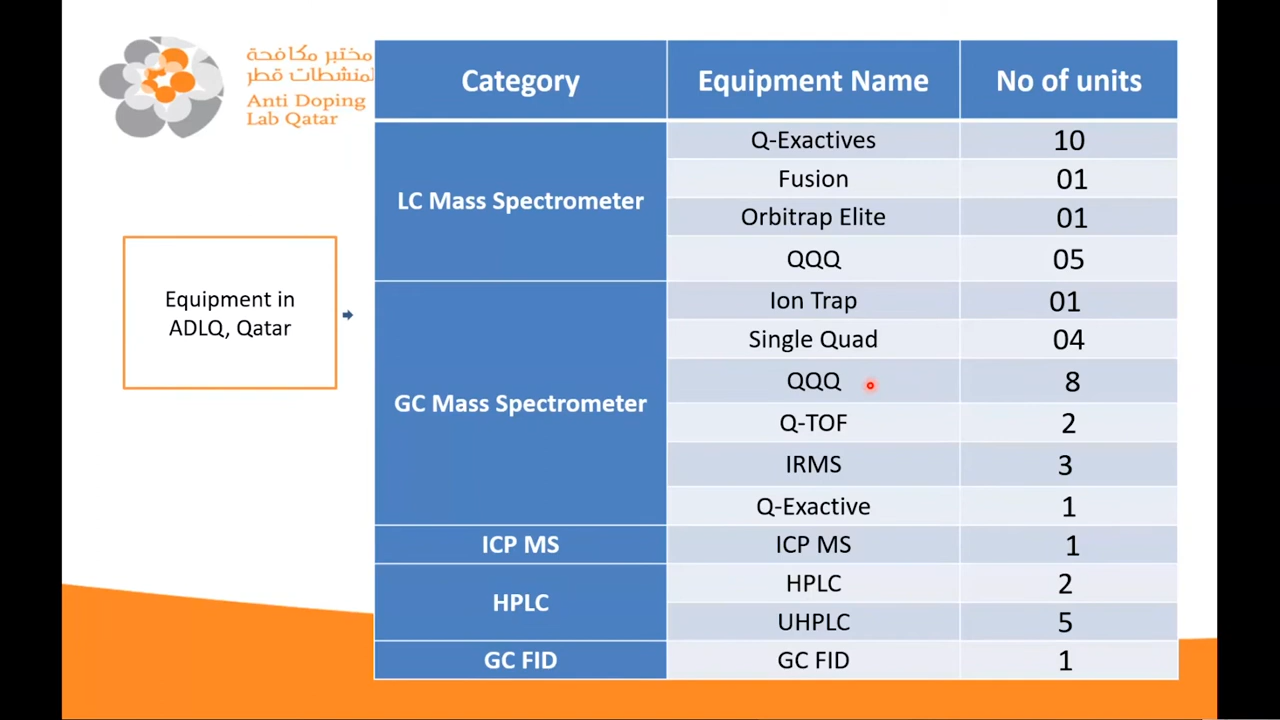 مختبر مكافحة
المنشطات قطر
Anti Doping
Lab Qatar
Equipment in
ADLQ, Qatar
Category Equipment Name No of units
LC Mass Spectrometer
Q-Exactives 10
Fusion 01
Orbitrap Elite 01
QQQ 05
GC Mass Spectrometer
Ion Trap 01
Single Quad 04
QQQ 8
Q-TOF 2
IRMS 3
Q-Exactive 1
ICP MS ICP MS 1
HPLC
HPLC 2
UHPLC 5
GC FID GC FID 1